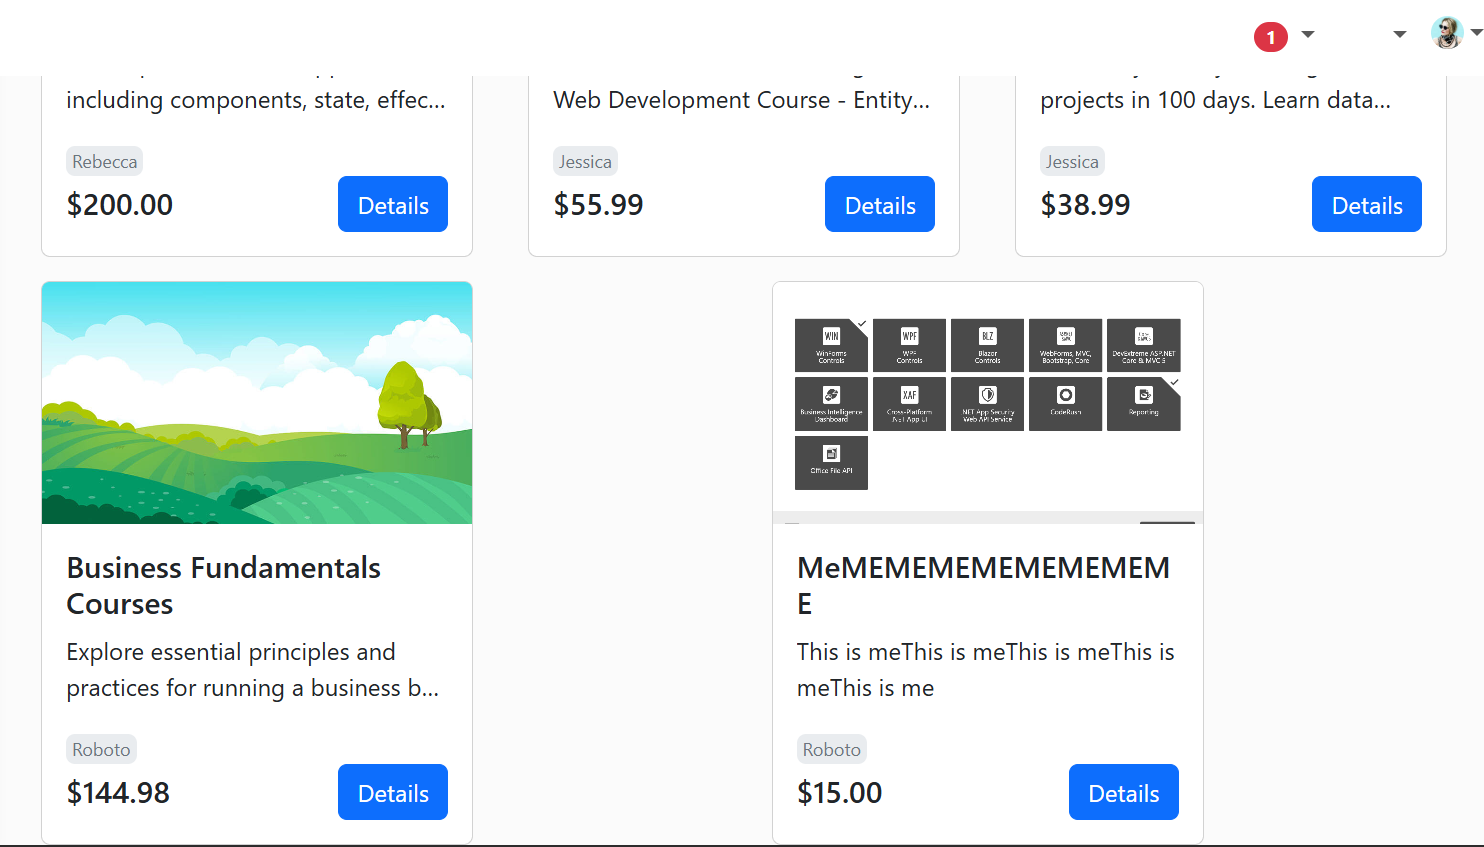 1
including components, state, effec...
Web Development Course - Entity...
projects in 100 days. Learn data...
Rebecca
Jessica
Jessica
$200.00
Details
$55.99
Details
$38.99
Details
WIN
WinForms
Controls
WPF
WPF
Controls
BLZ
Blazor
Controls
WebForms, MVC,
Bootstrap, Core
DevExtreme ASP.NET
Core & MVC 5
Business Intelligence
Dashboard
XAF
Cross-Platform
.NET App UI
.NET App Security
Web API Service
CodeRush
Reporting
Office File API
Business Fundamentals
Courses
Explore essential principles and
practices for running a business b...
Roboto
$144.98
Details
MeMEMEMEMEMEMEMEMEM
E
This is meThis is meThis is meThis is
meThis is me
Roboto
$15.00
Details